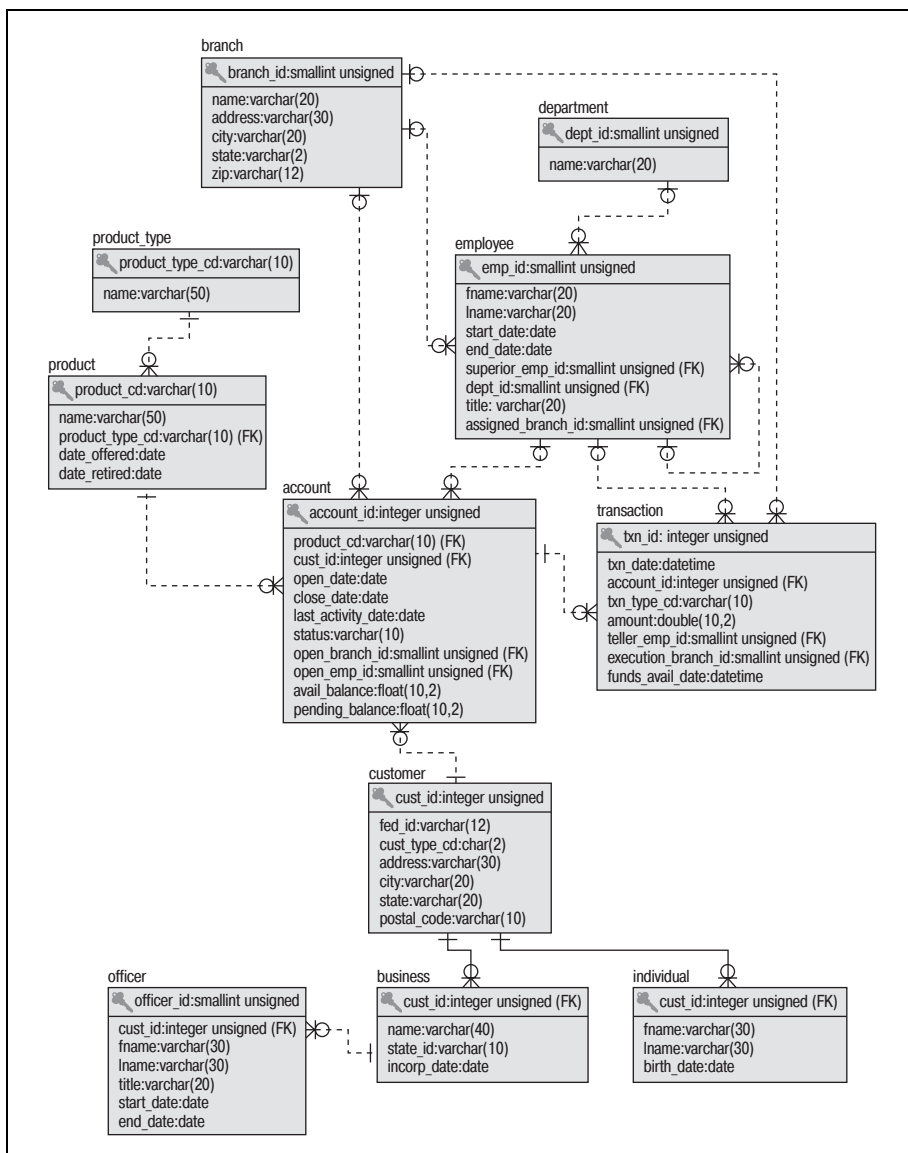 branch
branch_id:smallint unsigned
name:varchar(20)
address:varchar(30)
city:varchar(20)
state:varchar(2)
zip:varchar(12)
department
dept_id:smallint unsigned
name:varchar(20)
product_type
product_type_cd:varchar(10)
name:varchar(50)
employee
emp_id:smallint unsigned
fname:varchar(20)
lname:varchar(20)
start_date:date
end_date:date
superior_emp_id:smallint unsigned (FK)
dept_id:smallint unsigned (FK)
title: varchar(20)
assigned_branch_id:smallint unsigned (FK)
product
product_cd:varchar(10)
name:varchar(50)
product_type_cd:varchar(10) (FK)
date_offered:date
date_retired:date
account
account_id:integer unsigned
product_cd:varchar(10) (FK)
cust_id:integer unsigned (FK)
open_date:date
close_date:date
last_activity_date:date
status:varchar(10)
open_branch_id:smallint unsigned (FK)
open_emp_id:smallint unsigned (FK)
avail_balance:float(10,2)
pending_balance:float(10,2)
transaction
txn_id: integer unsigned
txn_date:datetime
account_id:integer unsigned (FK)
txn_type_cd:varchar(10)
amount:double(10,2)
teller_emp_id:smallint unsigned (FK)
execution_branch_id:smallint unsigned (FK)
funds_avail_date:datetime
customer
cust_id:integer unsigned
fed_id:varchar(12)
cust_type_cd:char(2)
address:varchar(30)
city:varchar(20)
state:varchar(20)
postal_code:varchar(10)
officer
officer_id:smallint unsigned
cust_id:integer unsigned (FK)
fname:varchar(30)
lname:varchar(30)
title:varchar(20)
start_date:date
end_date:date
business
cust_id:integer unsigned (FK)
name:varchar(40)
state_id:varchar(10)
incorp_date:date
individual
cust_id:integer unsigned (FK)
fname:varchar(30)
lname:varchar(30)
birth_date:date